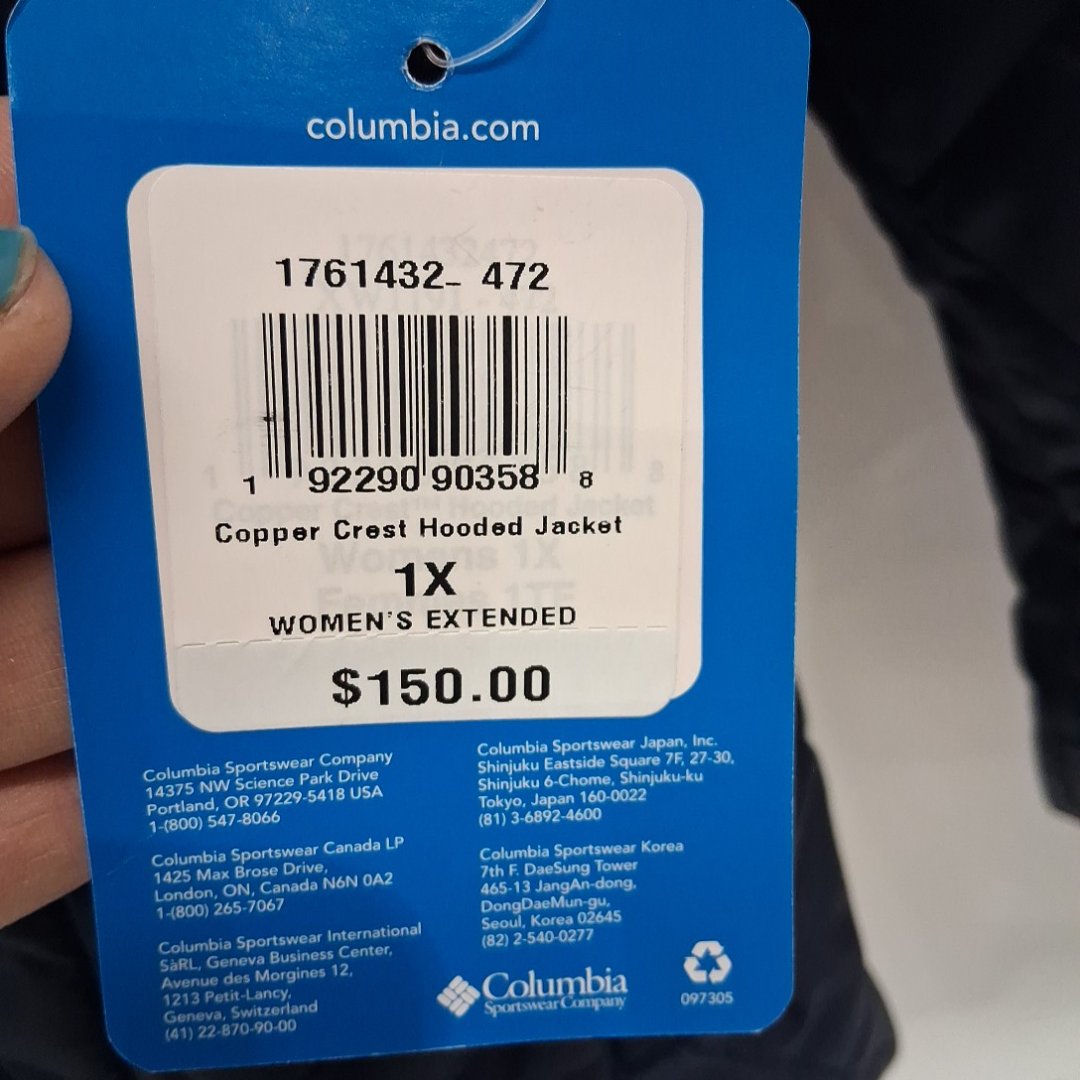 columbia.com
1761432- 472
1 92290 90358 8
Copper Crest Hooded Jacket
1X
WOMEN'S EXTENDED
$150.00
Columbia Sportswear Company
14375 NW Science Park Drive
Portland, OR 97229-5418 USA
1-(800) 547-8066
Columbia Sportswear Canada LP
1425 Max Brose Drive,
London, ON, Canada N6N 0A2
1-(800) 265-7067
Columbia Sportswear International
SàRL, Geneva Business Center,
Avenue des Morgines 12,
1213 Petit-Lancy,
Geneva, Switzerland
(41) 22-870-90-00
Columbia Sportswear Japan, Inc.
Shinjuku Eastside Square 7F, 27-30,
Shinjuku 6-Chome, Shinjuku-ku
Tokyo, Japan 160-0022
(81) 3-6892-4600
Columbia Sportswear Korea
7th F. DaeSung Tower
465-13 JangAn-dong,
DongDaeMun-gu,
Seoul, Korea 02645
(82) 2-540-0277
Columbia
Sportswear Company
097305